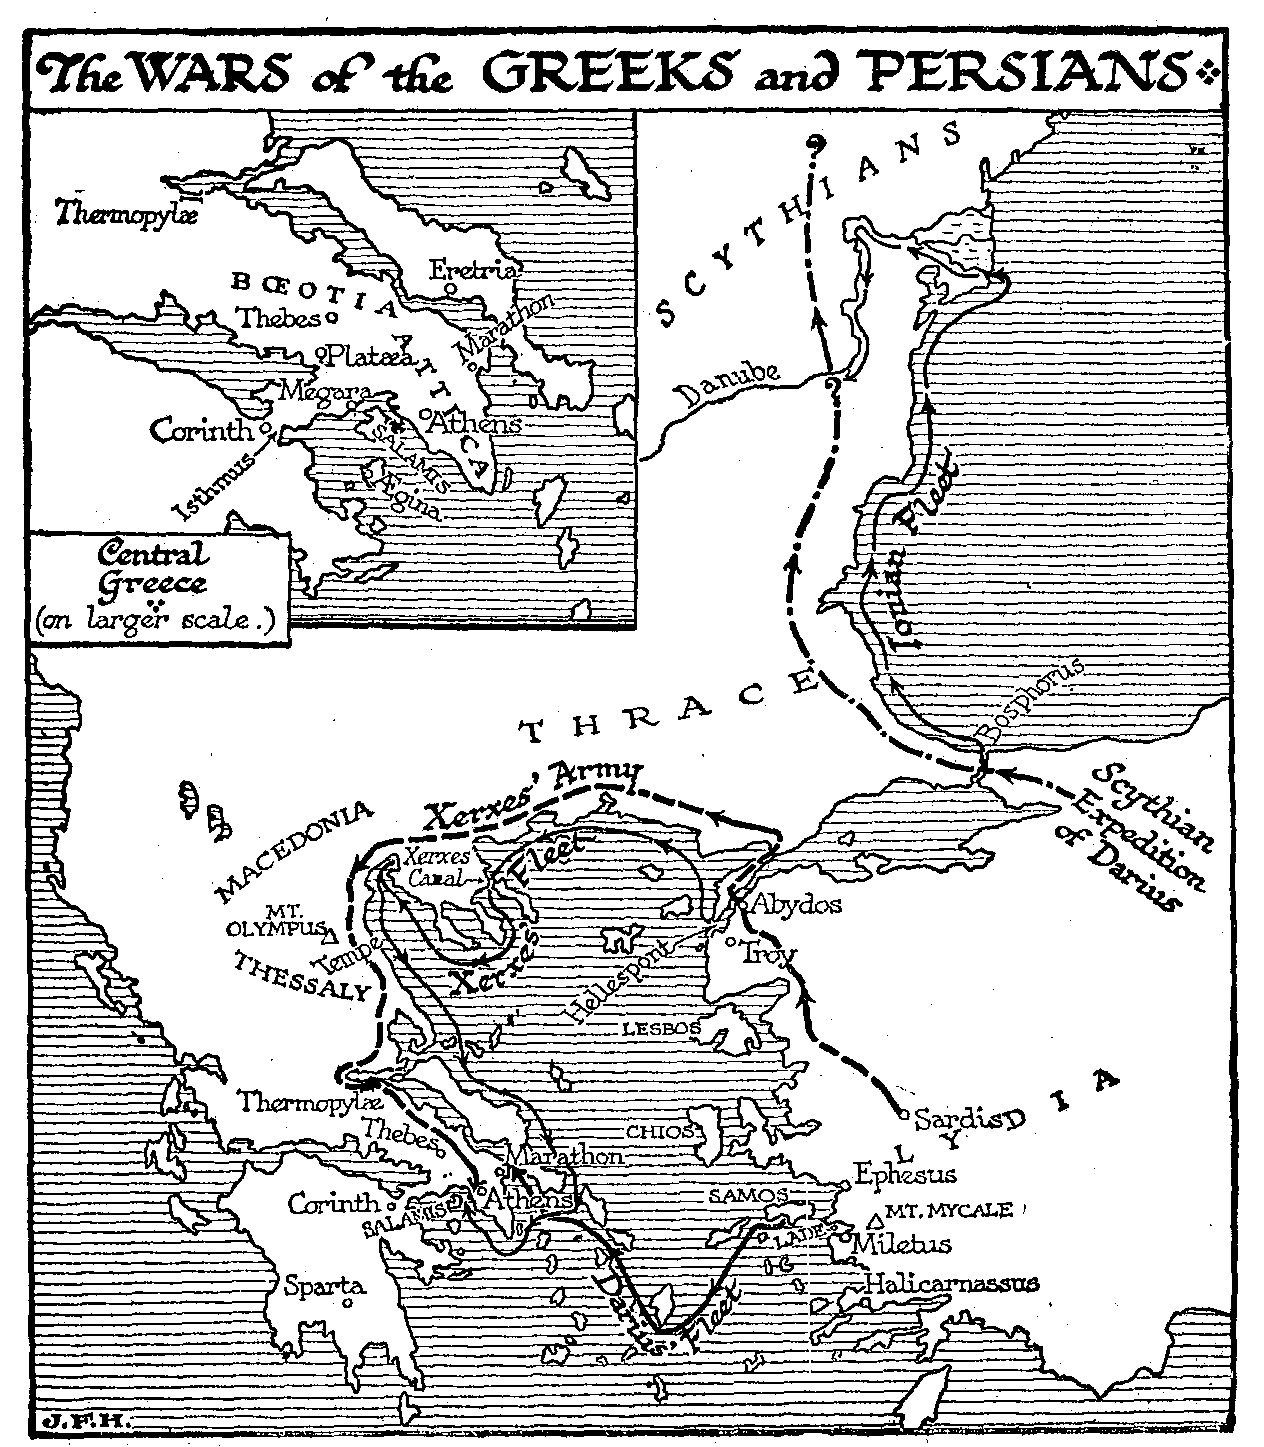 The WARS of the GREEKS and PERSIANS
Thermopylæ
BŒOTIA
Eretria
Thebes
Marathon
Platæa
ATTICA
Megara
Corinth
Athens
SALAMIS
Isthmus
Ægina
Central
Greece
(on larger scale.)
SCYTHIANS
Danube
Ionian Fleet
Bosphorus
THRACE
Scythian
Expedition
of Darius
Xerxes' Army
MACEDONIA
Xerxes
Canal
Xerxes' Fleet
MT.
OLYMPUS
Tempe
THESSALY
Abydos
Troy
Hellespont
LESBOS
Thermopylæ
Thebes
Sardis
LYDIA
CHIOS
Marathon
Ephesus
Corinth
Athens
SALAMIS
SAMOS
MT. MYCALE
LADE
Miletus
Sparta
Darius' Fleet
Halicarnassus
J.F.H.